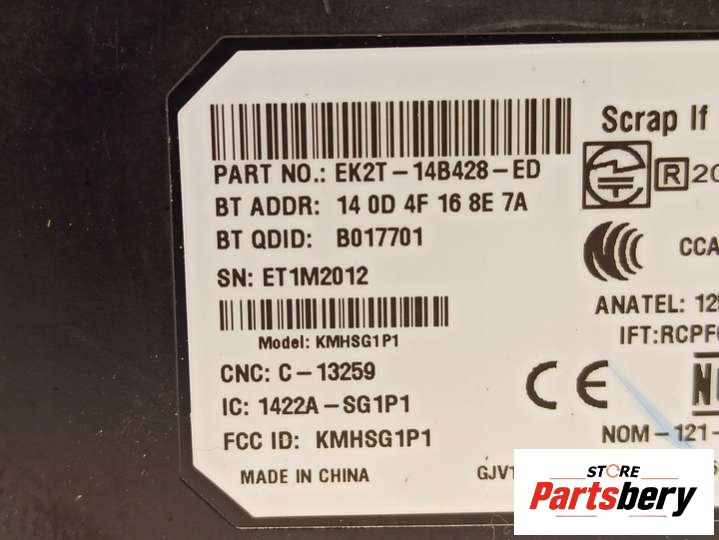 Scrap If
PART NO.: EK2T-14B428-ED
R 20
BT ADDR: 14 0D 4F 16 8E 7A
BT QDID: B017701
CCA
SN: ET1M2012
ANATEL: 12
IFT:RCPF
Model: KMHSG1P1
CNC: C-13259
CE
IC: 1422A-SG1P1
NOM-121-
FCC ID: KMHSG1P1
MADE IN CHINA
GJV1
STORE
Partsbery